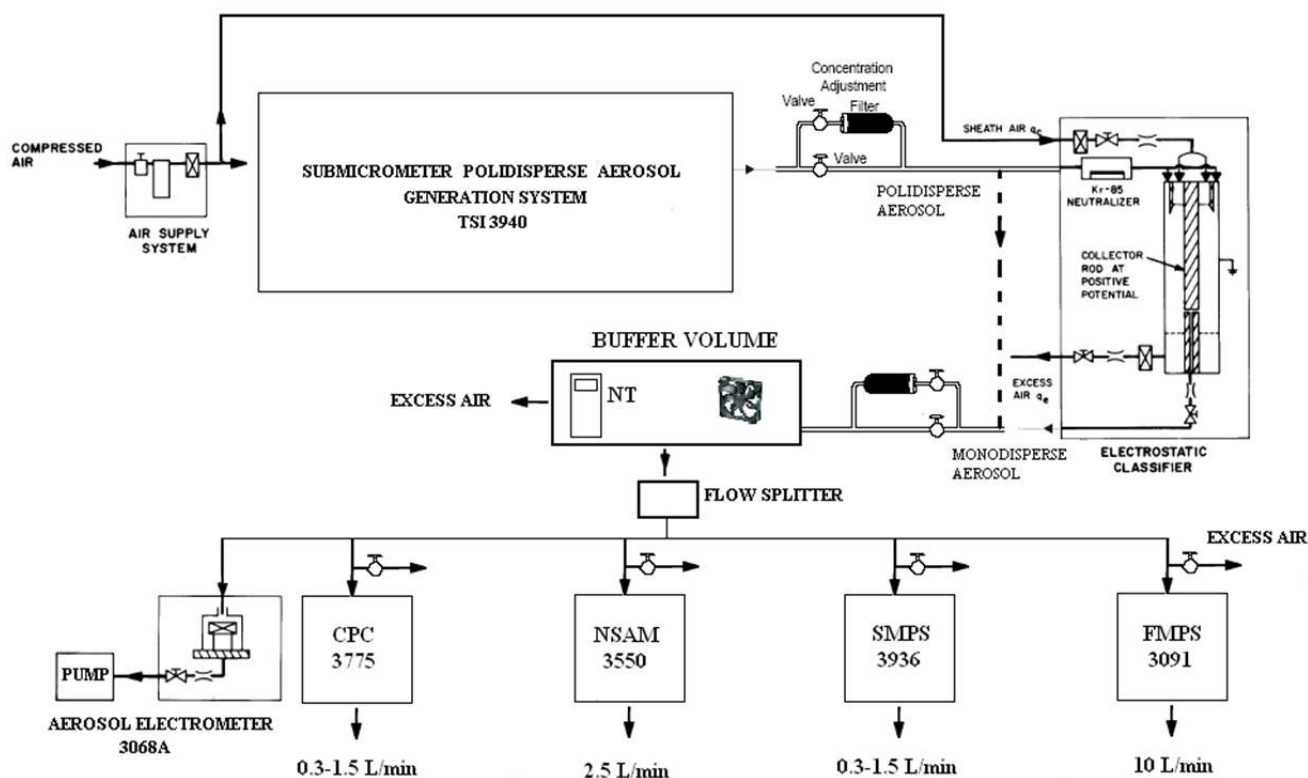 Concentration
Adjustment
Filter
Valve
Valve
COMPRESSED
AIR
AIR SUPPLY
SYSTEM
SUBMICROMETER POLIDISPERSE AEROSOL
GENERATION SYSTEM
TSI 3940
SHEATH AIR qc
POLIDISPERSE
AEROSOL
Kr-85
NEUTRALIZER
COLLECTOR
ROD AT
POSITIVE
POTENTIAL
BUFFER VOLUME
NT
EXCESS AIR
EXCESS
AIR qe
MONODISPERSE
AEROSOL
ELECTROSTATIC
CLASSIFIER
FLOW SPLITTER
EXCESS AIR
CPC
3775
NSAM
3550
SMPS
3936
FMPS
3091
PUMP
AEROSOL ELECTROMETER
3068A
0.3-1.5 L/min
2.5 L/min
0.3-1.5 L/min
10 L/min